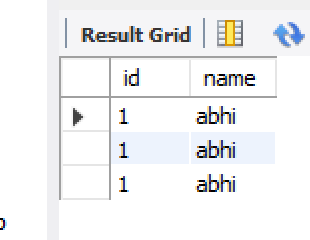 Result Grid
id name
1 abhi
1 abhi
1 abhi